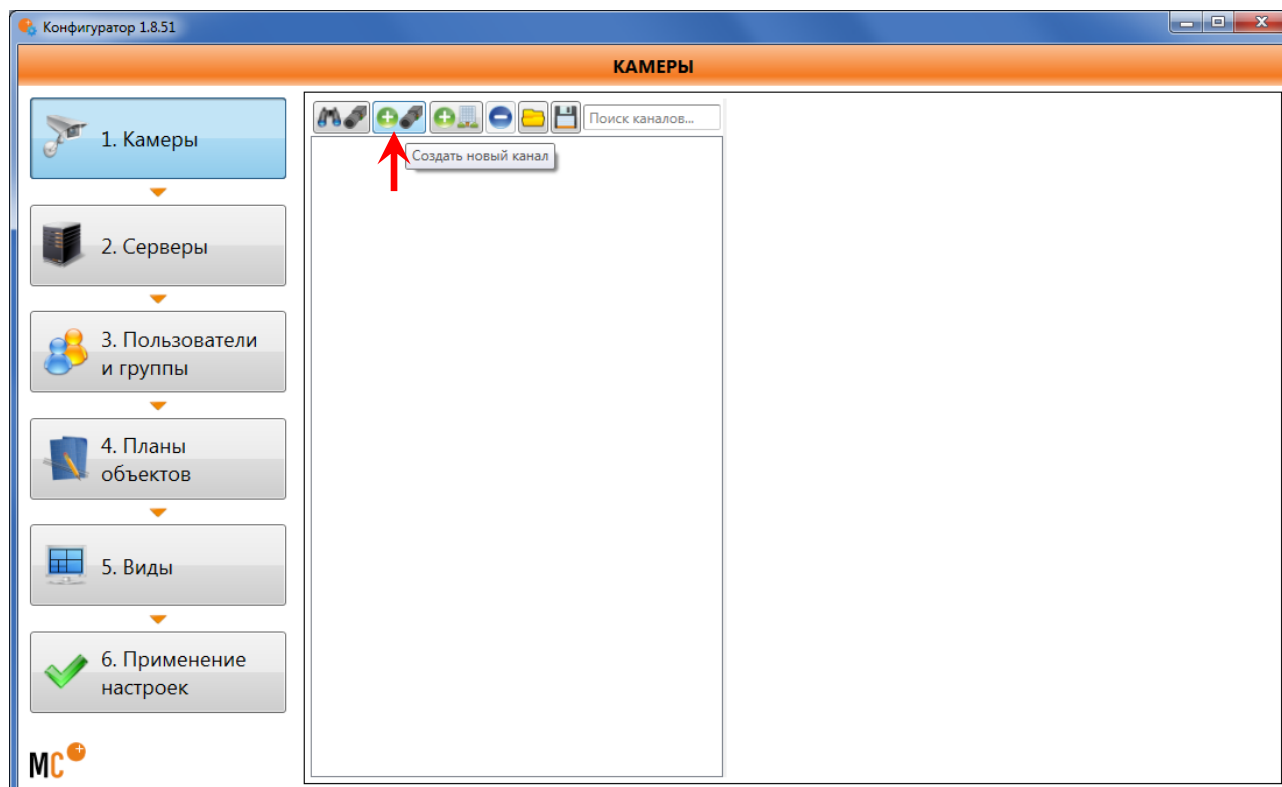 Конфигуратор 1.8.51
КАМЕРЫ
1. Камеры
2. Серверы
3. Пользователи
и группы
4. Планы
объектов
5. Виды
6. Применение
настроек
MC
Поиск каналов...
Создать новый канал